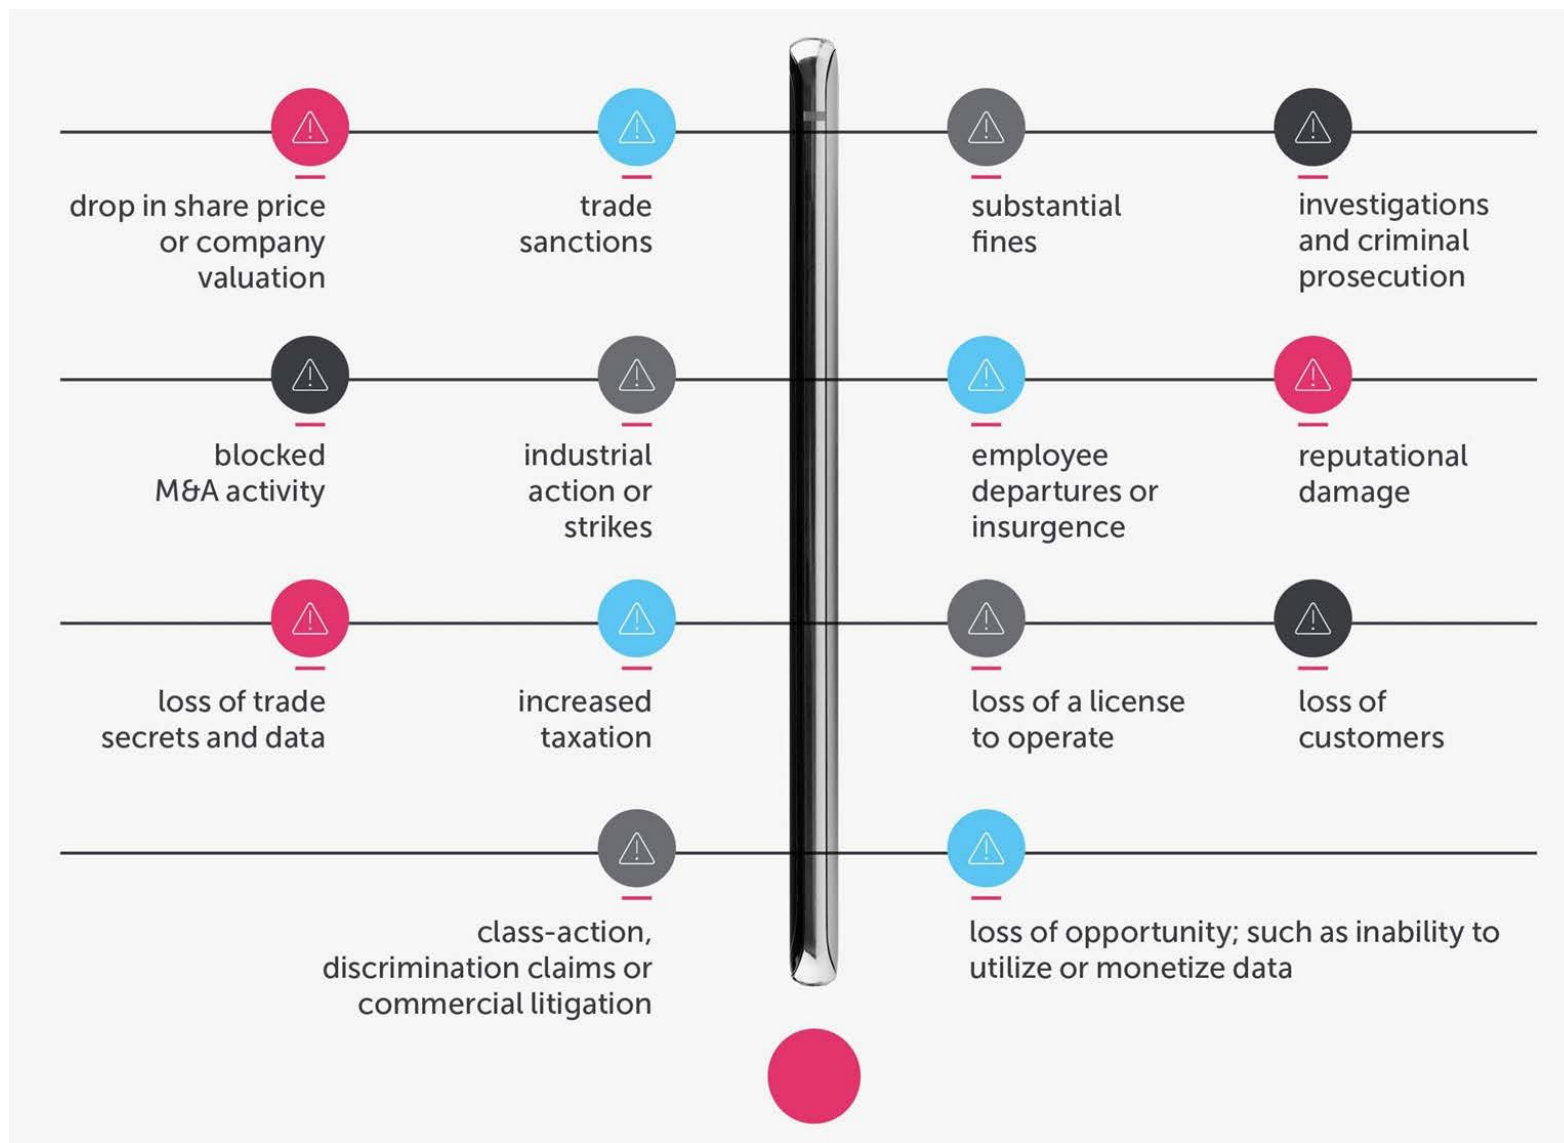 drop in share price
or company
valuation
trade
sanctions
substantial
fines
investigations
and criminal
prosecution
blocked
M&A activity
industrial
action or
strikes
employee
departures or
insurgence
reputational
damage
loss of trade
secrets and data
increased
taxation
loss of a license
to operate
loss of
customers
class-action,
discrimination claims or
commercial litigation
loss of opportunity; such as inability to
utilize or monetize data